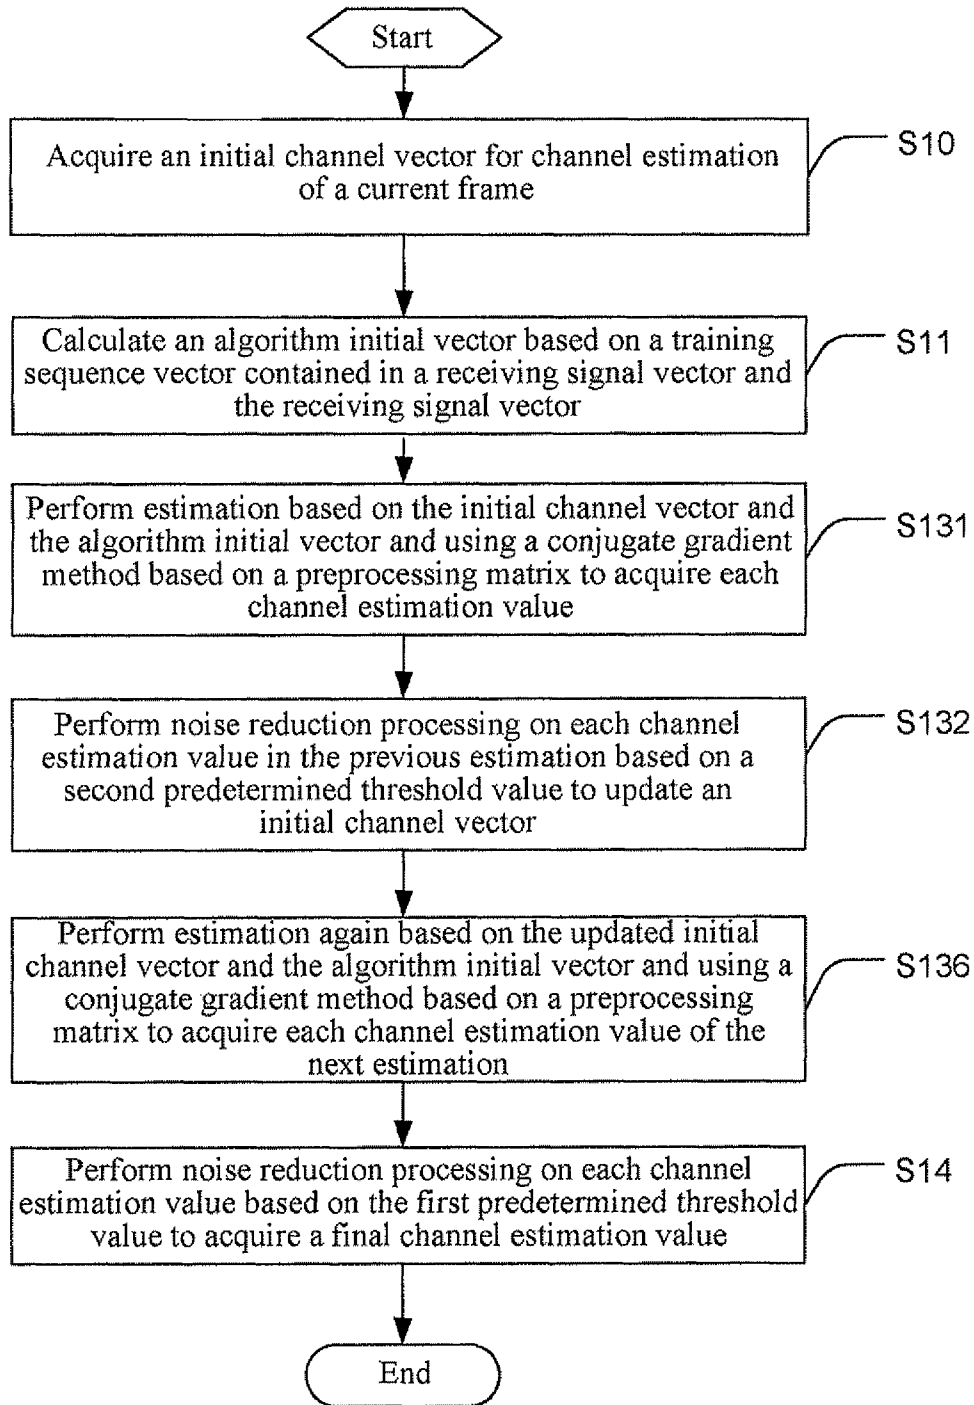 Start
Acquire an initial channel vector for channel estimation
of a current frame
S10
Calculate an algorithm initial vector based on a training
sequence vector contained in a receiving signal vector and
the receiving signal vector
S11
Perform estimation based on the initial channel vector and
the algorithm initial vector and using a conjugate gradient
method based on a preprocessing matrix to acquire each
channel estimation value
S131
Perform noise reduction processing on each channel
estimation value in the previous estimation based on a
second predetermined threshold value to update an
initial channel vector
S132
Perform estimation again based on the updated initial
channel vector and the algorithm initial vector and using a
conjugate gradient method based on a preprocessing
matrix to acquire each channel estimation value of the
next estimation
S136
Perform noise reduction processing on each channel
estimation value based on the first predetermined threshold
value to acquire a final channel estimation value
S14
End